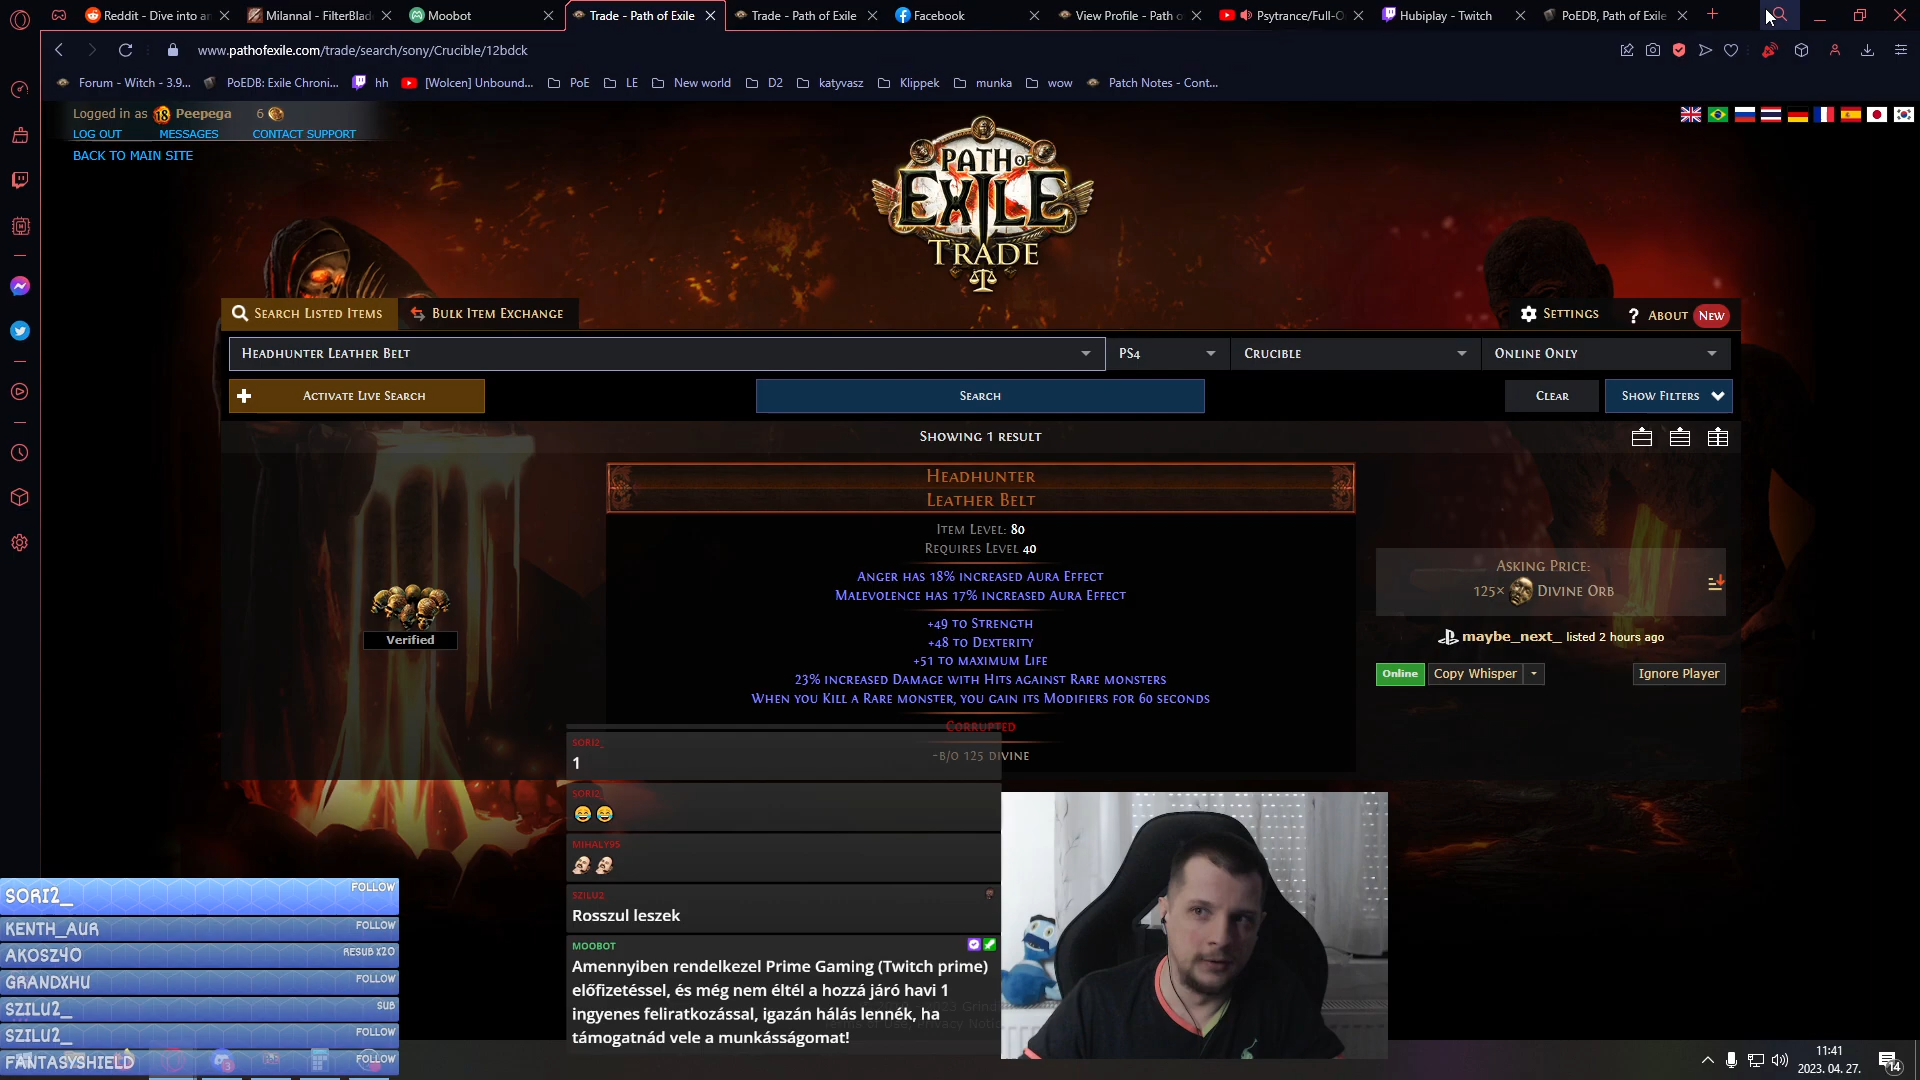 Reddit - Dive into an
Milannal - FilterBlade
Moobot
Trade - Path of Exile
Trade - Path of Exile
Facebook
View Profile - Path o
Psytrance/Full-O
Hubiplay - Twitch
PoEDB, Path of Exile
www.pathofexile.com/trade/search/sony/Crucible/12bdck
Forum - Witch - 3.9...
PoEDB: Exile Chroni...
hh
[Wolcen] Unbound...
PoE
LE
New world
D2
katyvasz
Klippek
munka
wow
Patch Notes - Cont...
Logged in as 18 Peepega 6
LOG OUT MESSAGES CONTACT SUPPORT
BACK TO MAIN SITE
PATH OF
EXILE
TRADE
Search Listed Items
Bulk Item Exchange
Settings
? About New
Headhunter Leather Belt
PS4
Crucible
Online Only
Activate Live Search
Search
Clear
Show Filters
Showing 1 result
Headhunter
Leather Belt
Item Level: 80
Requires Level 40
Anger has 18% increased Aura Effect
Malevolence has 17% increased Aura Effect
+49 to Strength
+48 to Dexterity
+51 to maximum Life
23% increased Damage with Hits against Rare monsters
When you Kill a Rare monster, you gain its Modifiers for 60 seconds
Corrupted
~b/o 125 divine
Verified
Asking Price:
125× Divine Orb
maybe_next_ listed 2 hours ago
Online
Copy Whisper
Ignore Player
SORI2_
1
SORI2_
MIHALY95
SZILU2_
Rosszul leszek
MOOBOT
Amennyiben rendelkezel Prime Gaming (Twitch prime)
előfizetéssel, és még nem éltél a hozzá járó havi 1
ingyenes feliratkozással, igazán hálás lennék, ha
támogatnád vele a munkásságomat!
SORI2_ FOLLOW
KENTH_AUR FOLLOW
AKOSZ40 RESUB X20
GRANDXHU FOLLOW
SZILU2_ SUB
SZILU2_ FOLLOW
FANTASYSHIELD FOLLOW
11:41
2023. 04. 27.
14